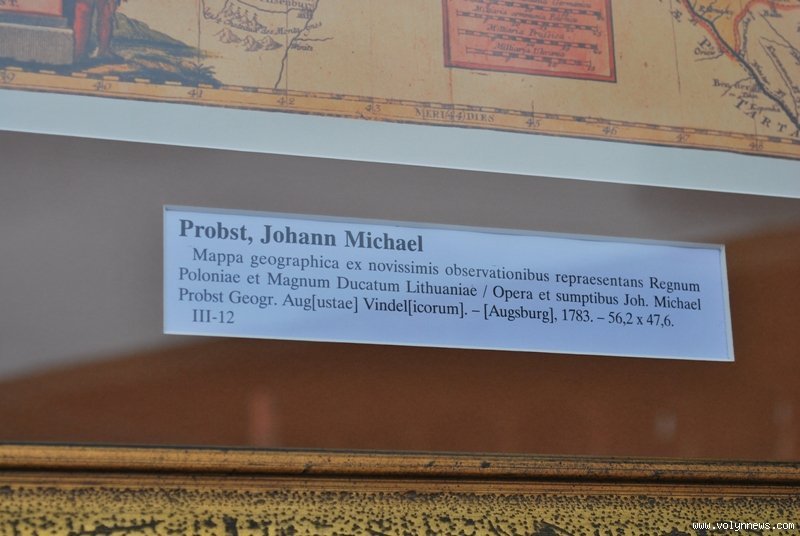 Milliaria Ucrainica
MERIDIES
Probst, Johann Michael
Mappa geographica ex novissimis observationibus repraesentans Regnum
Poloniae et Magnum Ducatum Lithuaniae / Opera et sumptibus Joh. Michael
Probst Geogr. Aug[ustae] Vindel[icorum]. – [Augsburg], 1783. – 56,2 x 47,6.
III-12
www.volynnews.com